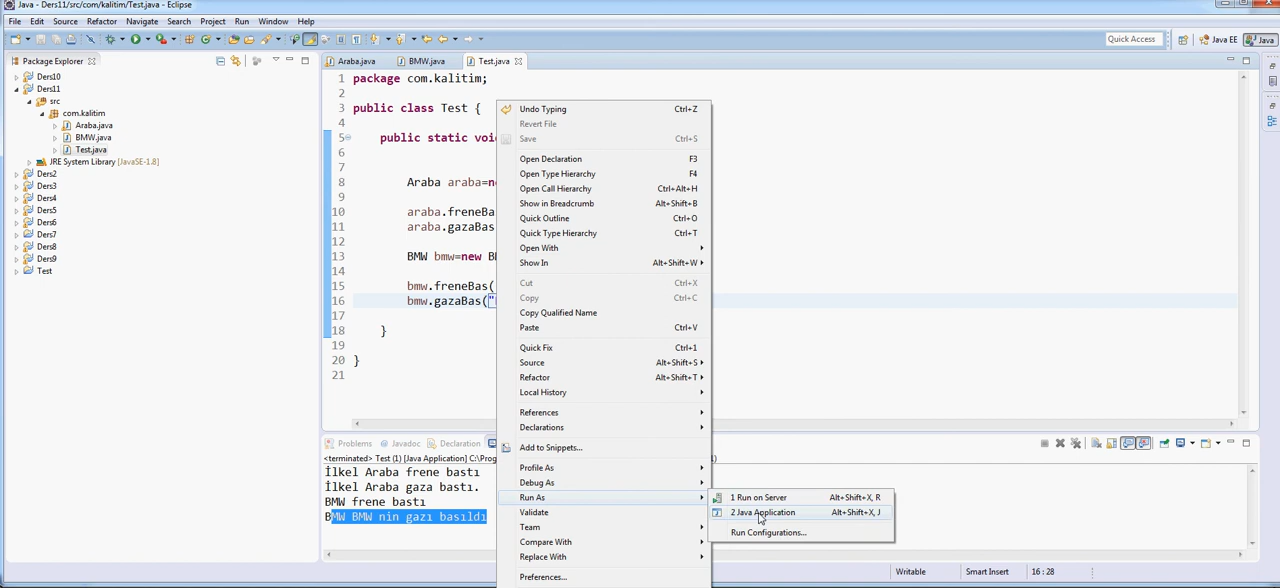 Java - Ders11/src/com/kalitim/Test.java - Eclipse
File Edit Source Refactor Navigate Search Project Run Window Help
Quick Access Java EE Java
Package Explorer
Ders10
Ders11
src
com.kalitim
Araba.java
BMW.java
Test.java
JRE System Library [JavaSE-1.8]
Ders2
Ders3
Ders4
Ders5
Ders6
Ders7
Ders8
Ders9
Test
Araba.java BMW.java Test.java
1 package com.kalitim;
2
3 public class Test {
4
5 public static voi
6
7
8 Araba araba=n
9
10 araba.freneBa
11 araba.gazaBas
12
13 BMW bmw=new B
14
15 bmw.freneBas(
16 bmw.gazaBas("
17
18 }
19
20 }
21
Undo Typing Ctrl+Z
Revert File
Save Ctrl+S
Open Declaration F3
Open Type Hierarchy F4
Open Call Hierarchy Ctrl+Alt+H
Show in Breadcrumb Alt+Shift+B
Quick Outline Ctrl+O
Quick Type Hierarchy Ctrl+T
Open With
Show In Alt+Shift+W
Cut Ctrl+X
Copy Ctrl+C
Copy Qualified Name
Paste Ctrl+V
Quick Fix Ctrl+1
Source Alt+Shift+S
Refactor Alt+Shift+T
Local History
References
Declarations
Add to Snippets...
Profile As
Debug As
Run As
Validate
Team
Compare With
Replace With
Preferences...
1 Run on Server Alt+Shift+X, R
2 Java Application Alt+Shift+X, J
Run Configurations...
Problems Javadoc Declaration
<terminated> Test (1) [Java Application] C:\Prog
İlkel Araba frene bastı
İlkel Araba gaza bastı.
BMW frene bastı
BMW BMW nin gazı basıldı
Writable Smart Insert 16 : 28